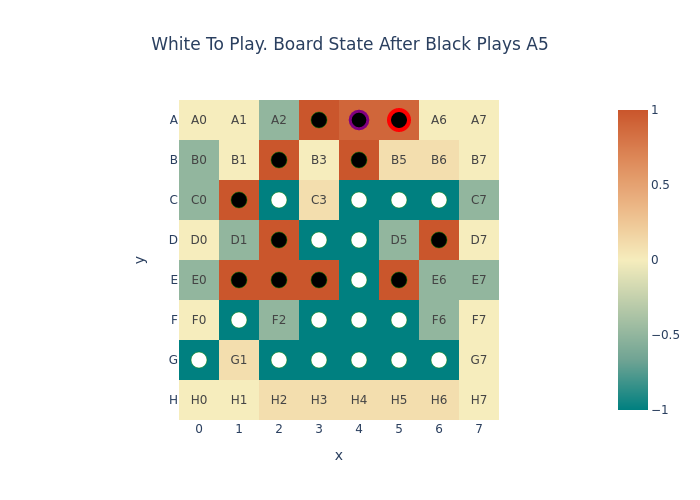 White To Play. Board State After Black Plays A5
A A0 A1 A2 A6 A7
B B0 B1 B3 B5 B6 B7
C C0 C3 C7
D D0 D1 D5 D7
E E0 E6 E7
F F0 F2 F6 F7
G G1 G7
H H0 H1 H2 H3 H4 H5 H6 H7
0 1 2 3 4 5 6 7
x
y
1
0.5
0
−0.5
−1